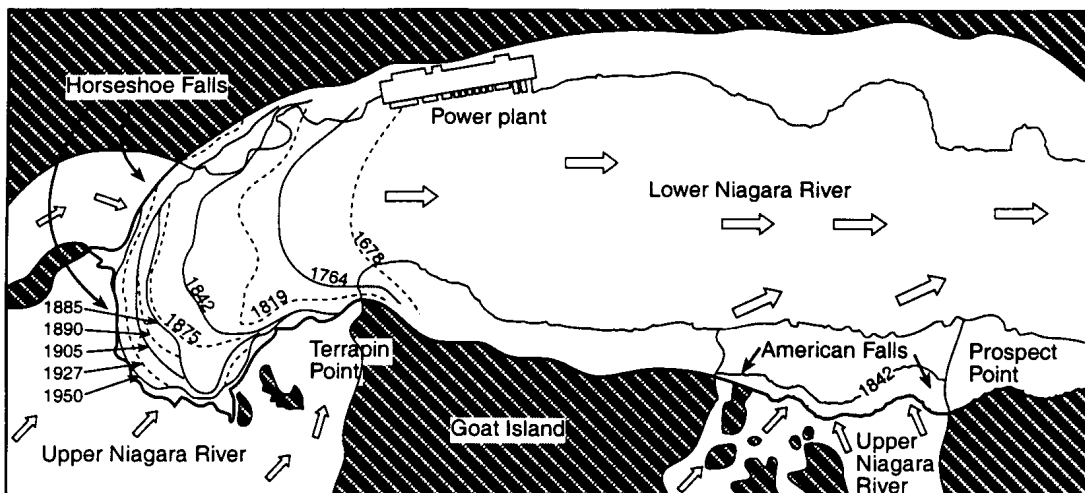 Horseshoe Falls
Power plant
Lower Niagara River
1678
1764
1842
1819
1875
1885
1890
1905
1927
1950
Terrapin
Point
American Falls
1842
Prospect
Point
Goat Island
Upper Niagara River
Upper
Niagara
River